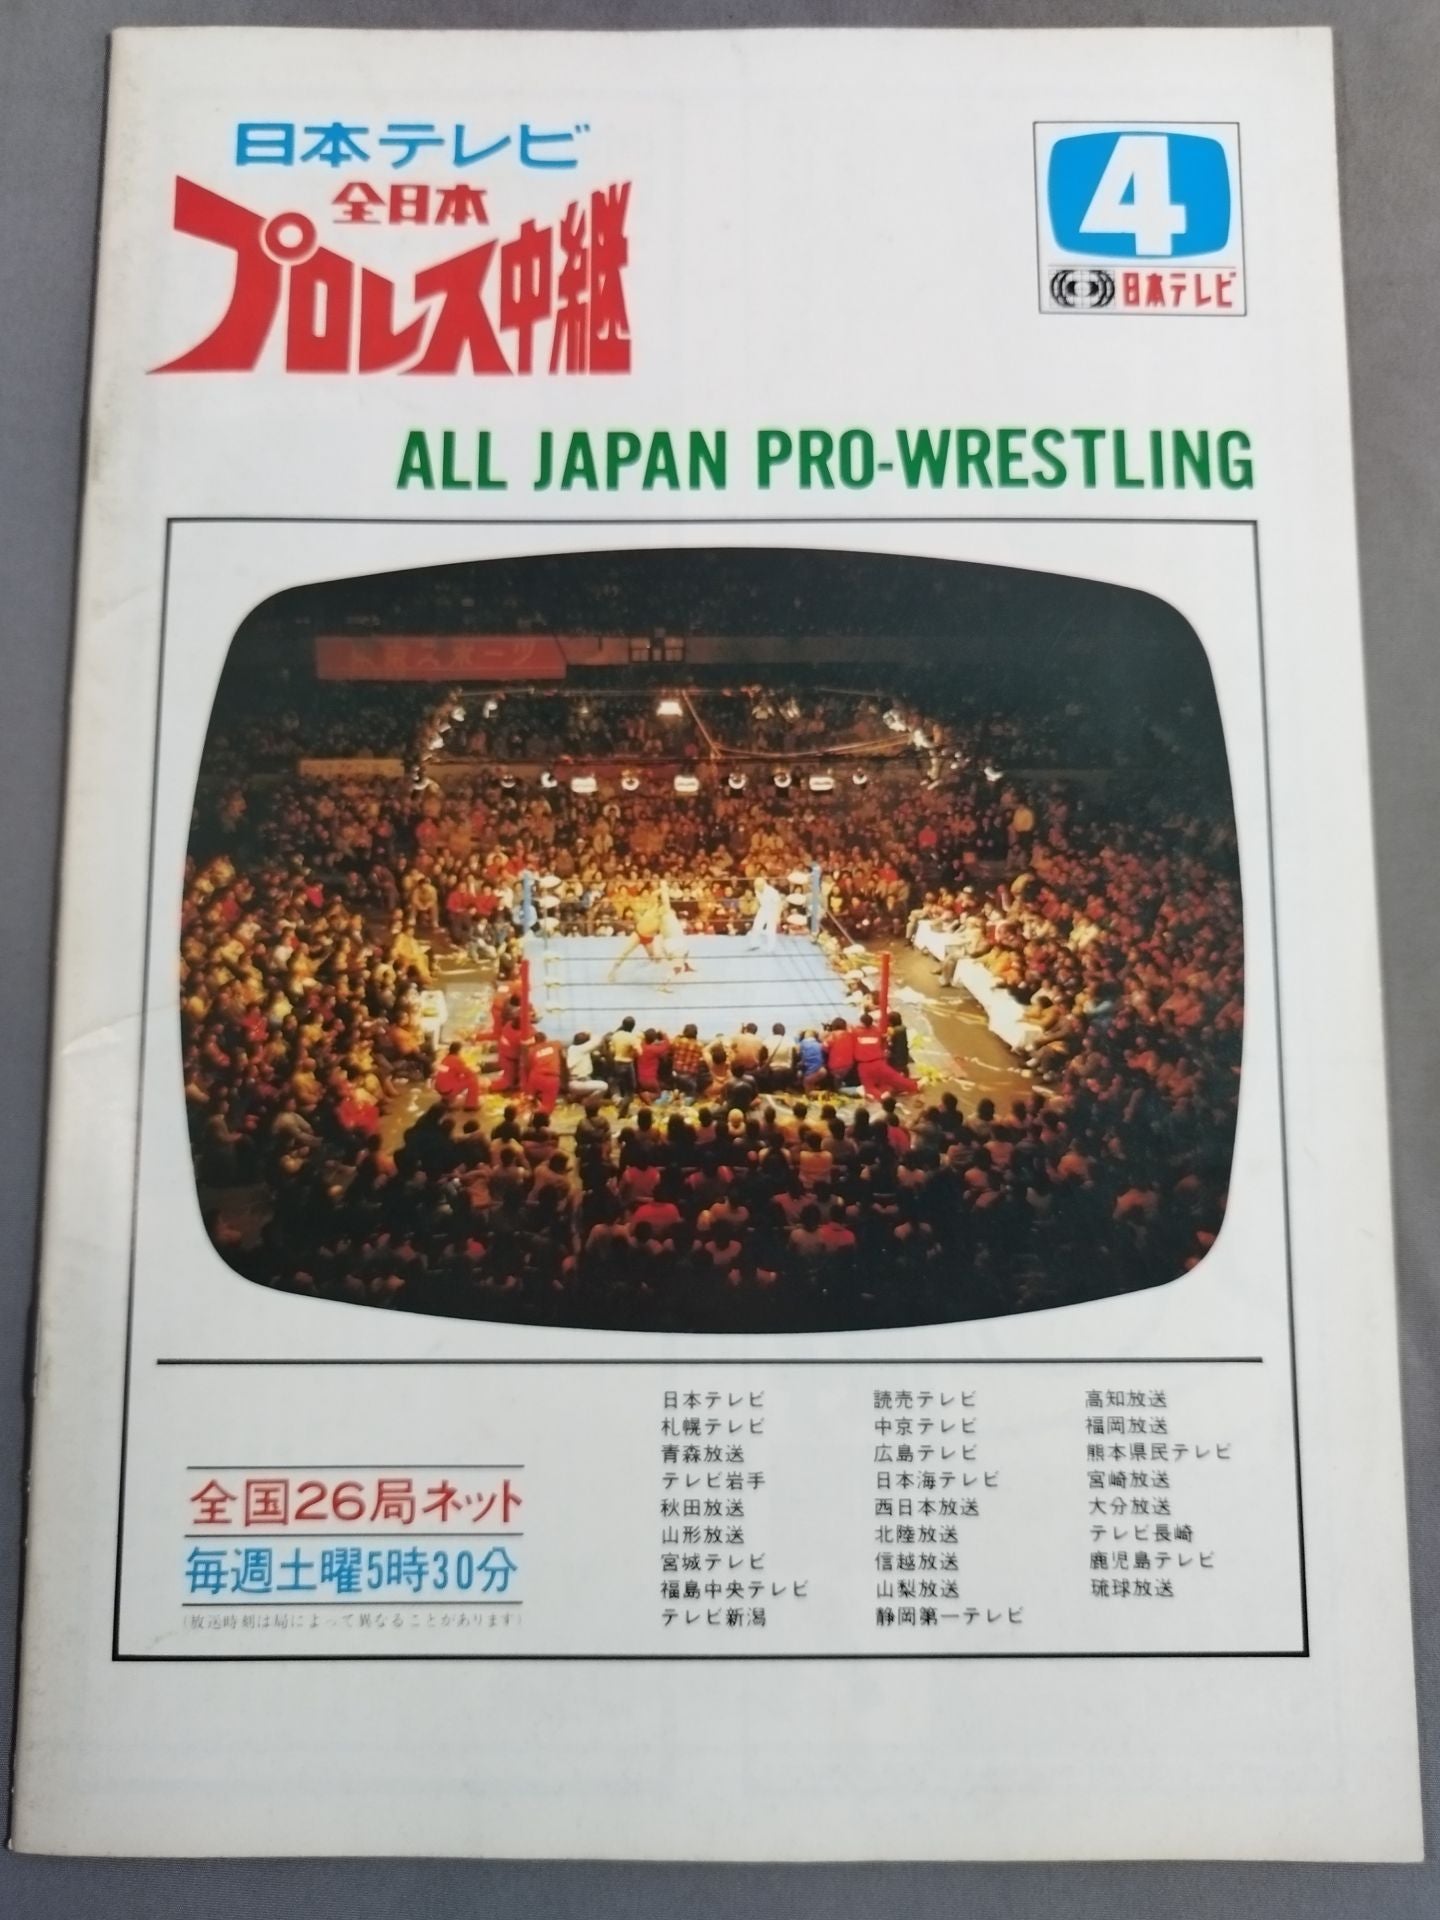 日本テレビ
全日本
プロレス中継
4
日本テレビ
ALL JAPAN PRO-WRESTLING
スポーツ
全国26局ネット
毎週土曜5時30分
(放送時刻は局によって異なることがあります)
日本テレビ
札幌テレビ
青森放送
テレビ岩手
秋田放送
山形放送
宮城テレビ
福島中央テレビ
テレビ新潟
読売テレビ
中京テレビ
広島テレビ
日本海テレビ
西日本放送
北陸放送
信越放送
山梨放送
静岡第一テレビ
高知放送
福岡放送
熊本県民テレビ
宮崎放送
大分放送
テレビ長崎
鹿児島テレビ
琉球放送